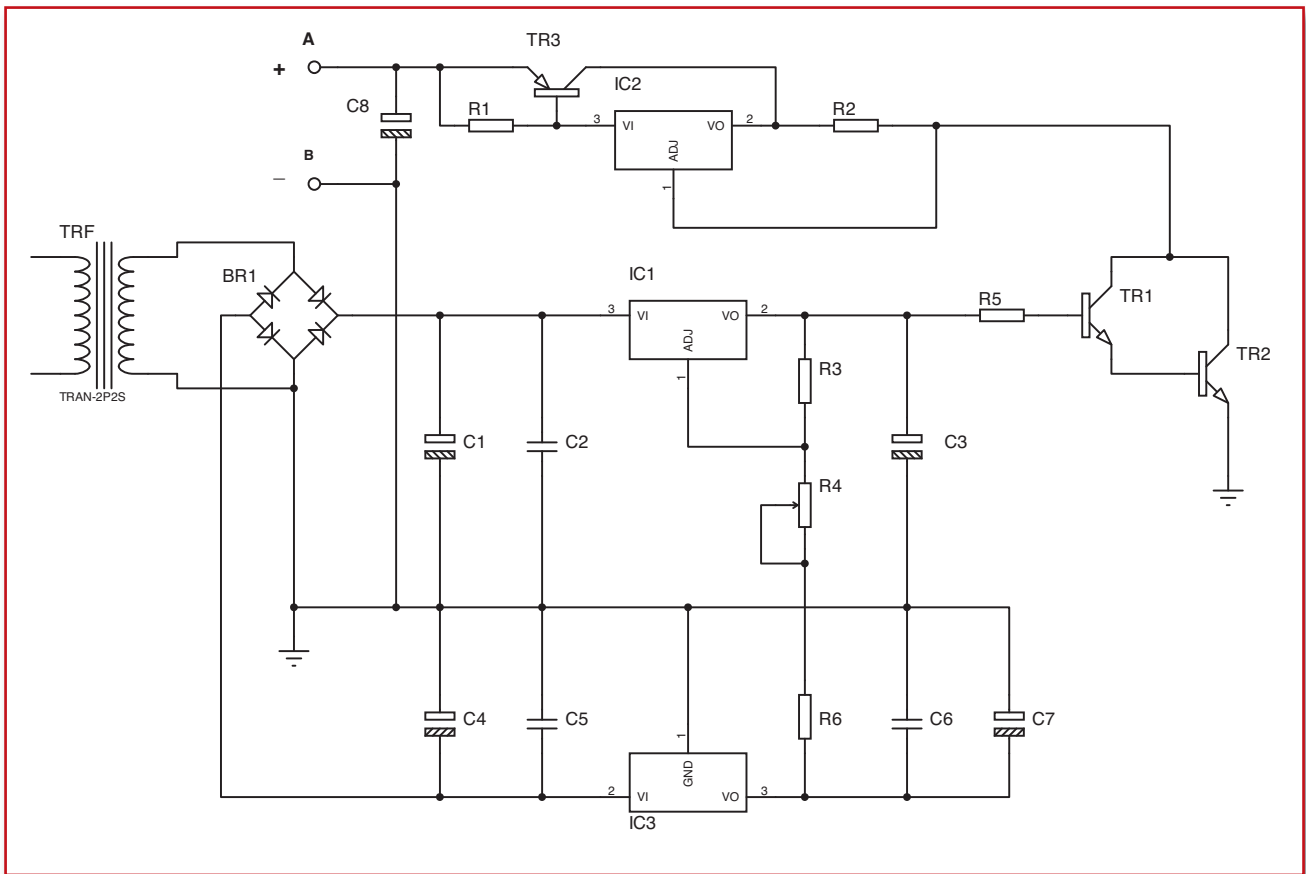 A
TR3
+
IC2
C8
R1
3
VI
VO
2
R2
ADJ
1
B
_
TRF
BR1
IC1
3
VI
VO
2
R5
TR1
ADJ
1
R3
TR2
TRAN-2P2S
C1
C2
C3
R4
C4
C5
1
R6
C6
C7
GND
2
VI
VO
3
IC3